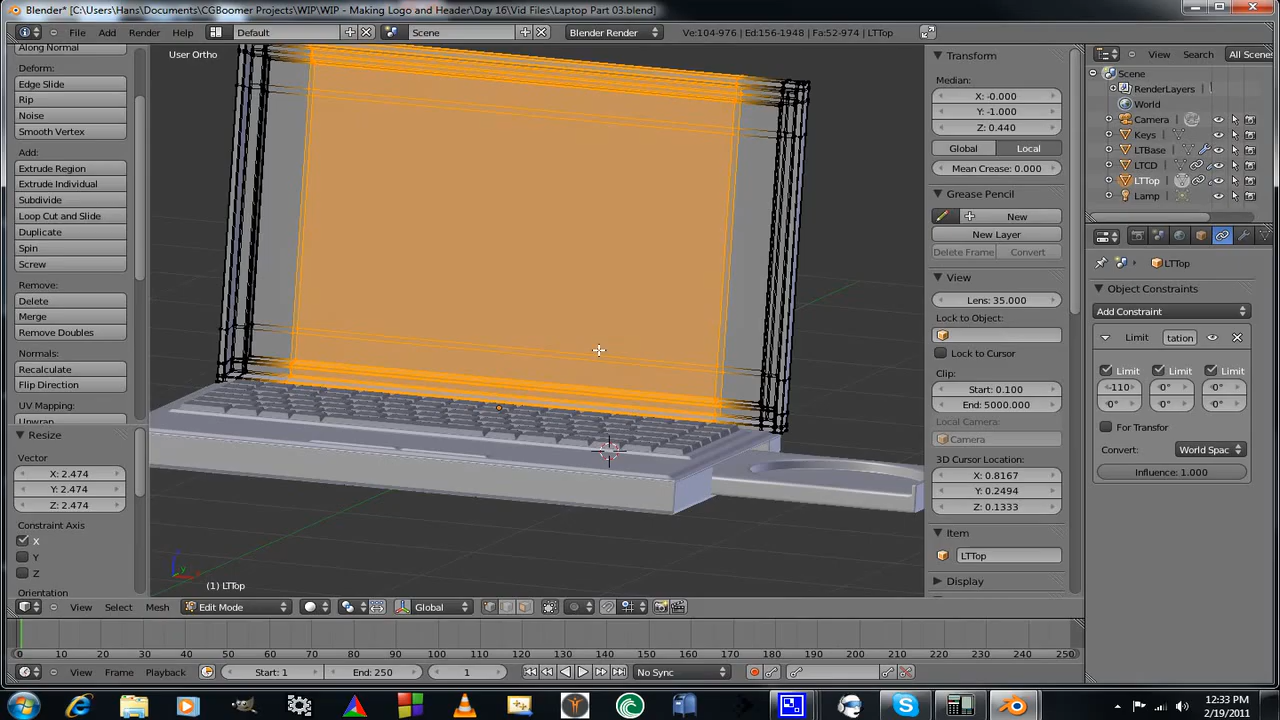 Blender* [C:\Users\Hans\Documents\CGBoomer Projects\WIP\WIP - Making Logo and Header\Day 16\Vid Files\Laptop Part 03.blend]
File Add Render Help Default Scene Blender Render Ve:104-976 | Ed:156-1948 | Fa:52-974 | LTTop
Along Normal
Deform:
Edge Slide
Rip
Noise
Smooth Vertex
Add:
Extrude Region
Extrude Individual
Subdivide
Loop Cut and Slide
Duplicate
Spin
Screw
Remove:
Delete
Merge
Remove Doubles
Normals:
Recalculate
Flip Direction
UV Mapping:
Unwrap
Resize
Vector
X: 2.474
Y: 2.474
Z: 2.474
Constraint Axis
X
Y
Z
Orientation
User Ortho
(1) LTTop
Transform
Median:
X: -0.000
Y: -1.000
Z: 0.440
Global Local
Mean Crease: 0.000
Grease Pencil
New
New Layer
Delete Frame Convert
View
Lens: 35.000
Lock to Object:
Lock to Cursor
Clip:
Start: 0.100
End: 5000.000
Local Camera:
Camera
3D Cursor Location:
X: 0.8167
Y: 0.2494
Z: 0.1333
Item
LTTop
Display
View Search All Scenes
Scene
RenderLayers
World
Camera
Keys
LTBase
LTCD
LTTop
Lamp
LTTop
Object Constraints
Add Constraint
Limit tation
Limit Limit Limit
-110 0° 0°
0° 0° 0°
For Transfor
Convert: World Spac
Influence: 1.000
View Select Mesh Edit Mode Global
0 10 20 30 40 50 60 70 80 90 100 110 120 130 140 150 160 170 180 190 200 210 220 230 240 250
View Frame Playback Start: 1 End: 250 1 No Sync
12:33 PM
2/19/2011